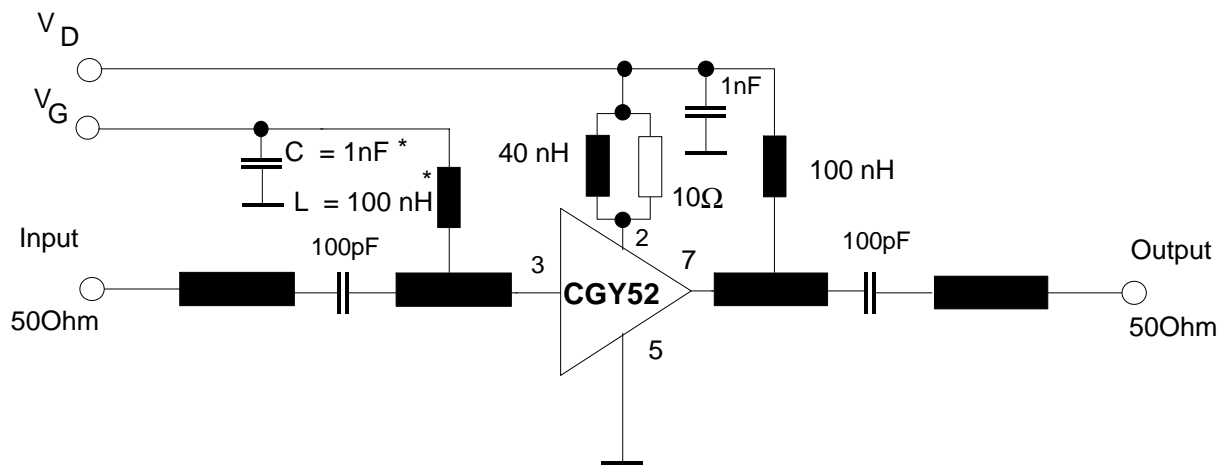 V D
V G
1nF
C = 1nF *
*
40 nH
10Ω
100 nH
L = 100 nH
Input
100pF
3
2
7
100pF
Output
CGY52
50Ohm
5
50Ohm